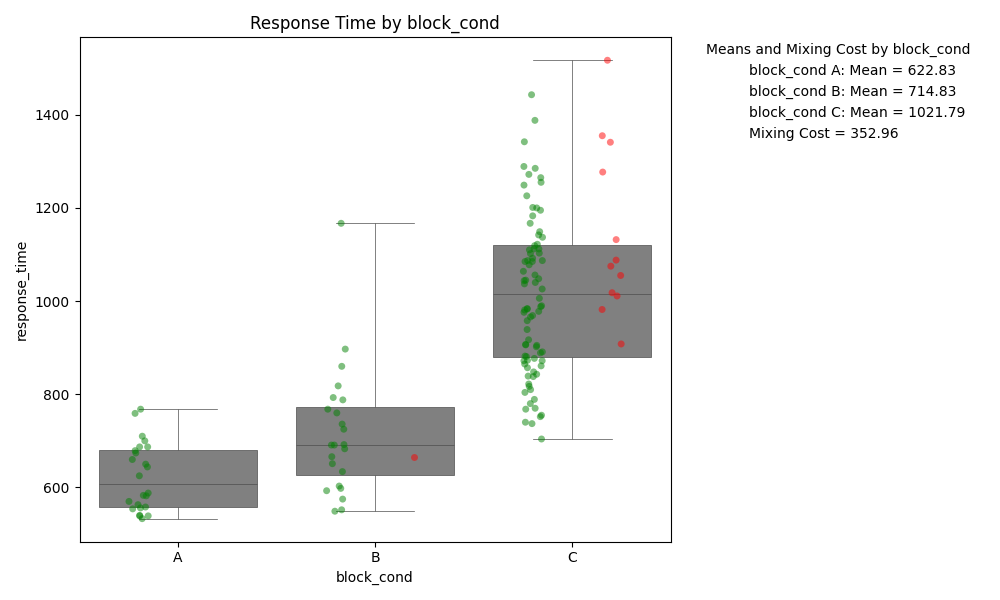 Response Time by block_cond
Means and Mixing Cost by block_cond
block_cond A: Mean = 622.83
block_cond B: Mean = 714.83
block_cond C: Mean = 1021.79
Mixing Cost = 352.96
response_time
1400
1200
1000
800
600
A
B
C
block_cond